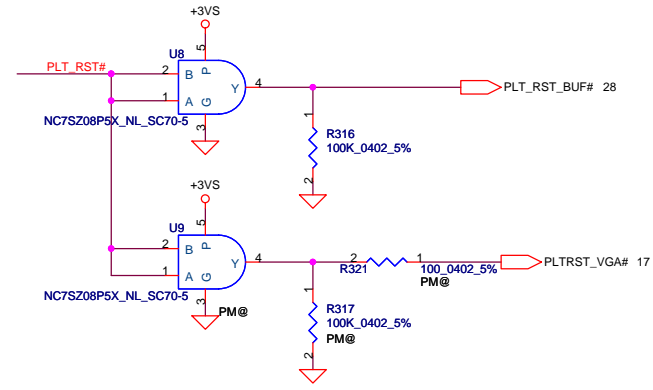 +3VS
U8
5
PLT_RST#
2
B
P
Y
4
PLT_RST_BUF# 28
1
A
G
NC7SZ08P5X_NL_SC70-5
3
1
R316
100K_0402_5%
2
+3VS
U9
5
2
B
P
Y
4
2
1
PLTRST_VGA# 17
R321
100_0402_5%
PM@
1
A
G
NC7SZ08P5X_NL_SC70-5
3
PM@
1
R317
100K_0402_5%
PM@
2